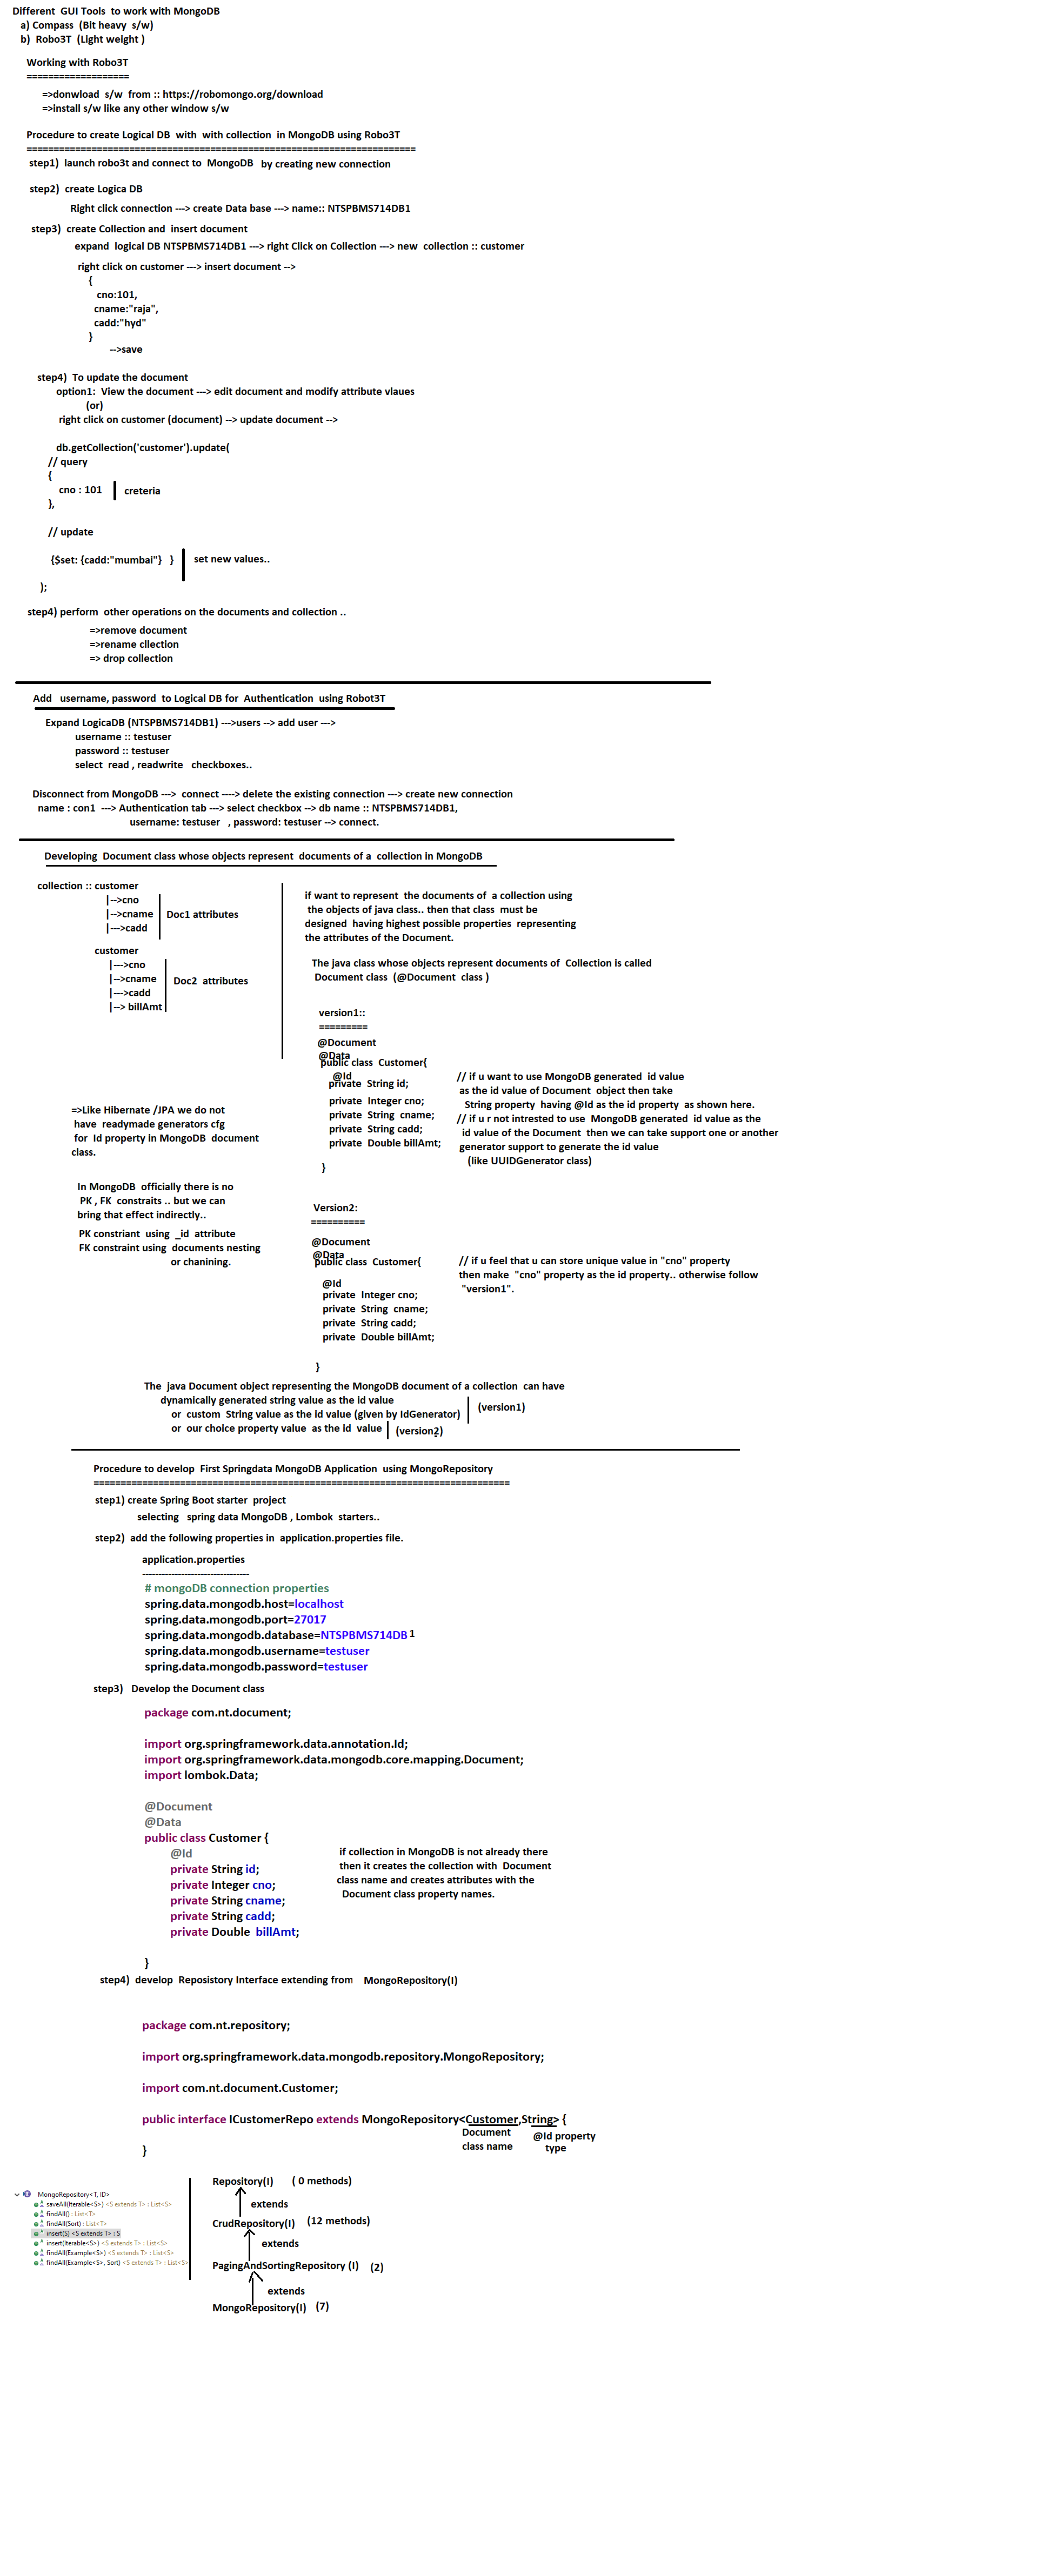 Different  GUI Tools  to work with MongoDB
a) Compass  (Bit heavy  s/w)
b)  Robo3T  (Light weight )
Working with Robo3T
===================
=>donwload  s/w  from :: https://robomongo.org/download
=>install s/w like any other window s/w
Procedure to create Logical DB  with  with collection  in MongoDB using Robo3T
========================================================================
step1)  launch robo3t and connect to  MongoDB   by creating new connection
step2)  create Logica DB
Right click connection ---> create Data base ---> name:: NTSPBMS714DB1
step3)  create Collection and  insert document
expand  logical DB NTSPBMS714DB1 ---> right Click on Collection ---> new  collection :: customer
right click on customer ---> insert document -->
{
cno:101,
cname:"raja",
cadd:"hyd"
}
-->save
step4)  To update the document
option1:  View the document ---> edit document and modify attribute vlaues
(or)
right click on customer (document) --> update document -->
db.getCollection('customer').update(
// query
{
cno : 101    creteria
},
// update
{$set: {cadd:"mumbai"}   }    set new values..
);
step4) perform  other operations on the documents and collection ..
=>remove document
=>rename cllection
=> drop collection
Add   username, password  to Logical DB for  Authentication  using Robot3T
Expand LogicaDB (NTSPBMS714DB1) --->users --> add user --->
username :: testuser
password :: testuser
select  read , readwrite   checkboxes..
Disconnect from MongoDB --->  connect ----> delete the existing connection ---> create new connection
name : con1  ---> Authentication tab ---> select checkbox --> db name :: NTSPBMS714DB1,
username: testuser   , password: testuser --> connect.
Developing  Document class whose objects represent  documents of a  collection in MongoDB
collection :: customer
|-->cno
|-->cname
|--->cadd
Doc1 attributes
customer
|--->cno
|-->cname
|--->cadd
|--> billAmt
Doc2  attributes
if want to represent  the documents of  a collection using
the objects of java class.. then that class  must be
designed  having highest possible properties  representing
the attributes of the Document.
The java class whose objects represent documents of  Collection is called
Document class  (@Document  class )
version1::
=========
@Document
@Data
public class  Customer{
@Id
private  String id;
private  Integer cno;
private  String  cname;
private  String cadd;
private  Double billAmt;
}
// if u want to use MongoDB generated  id value
as the id value of Document  object then take
String property  having @Id as the id property  as shown here.
// if u r not intrested to use  MongoDB generated  id value as the
id value of the Document  then we can take support one or another
generator support to generate the id value
(like UUIDGenerator class)
=>Like Hibernate /JPA we do not
have  readymade generators cfg
for  Id property in MongoDB  document
class.
In MongoDB  officially there is no
PK , FK  constraits .. but we can
bring that effect indirectly..
PK constriant  using  _id  attribute
FK constraint using  documents nesting
or chanining.
Version2:
==========
@Document
@Data
public class  Customer{
@Id
private  Integer cno;
private  String  cname;
private  String cadd;
private  Double billAmt;
}
// if u feel that u can store unique value in "cno" property
then make  "cno" property as the id property.. otherwise follow
"version1".
The  java Document object representing the MongoDB document of a collection  can have
dynamically generated string value as the id value
or  custom  String value as the id value (given by IdGenerator)    (version1)
or  our choice property value  as the id  value    (version2)
Procedure to develop  First Springdata MongoDB Application  using MongoRepository
=============================================================================
step1) create Spring Boot starter  project
selecting   spring data MongoDB , Lombok  starters..
step2)  add the following properties in  application.properties file.
application.properties
---------------------------------
# mongoDB connection properties
spring.data.mongodb.host=localhost
spring.data.mongodb.port=27017
spring.data.mongodb.database=NTSPBMS714DB1
spring.data.mongodb.username=testuser
spring.data.mongodb.password=testuser
step3)   Develop the Document class
package com.nt.document;
import org.springframework.data.annotation.Id;
import org.springframework.data.mongodb.core.mapping.Document;
import lombok.Data;
@Document
@Data
public class Customer {
@Id
private String id;
private Integer cno;
private String cname;
private String cadd;
private Double  billAmt;
}
if collection in MongoDB is not already there
then it creates the collection with  Document
class name and creates attributes with the
Document class property names.
step4)  develop  Reposistory Interface extending from    MongoRepository(I)
package com.nt.repository;
import org.springframework.data.mongodb.repository.MongoRepository;
import com.nt.document.Customer;
public interface ICustomerRepo extends MongoRepository<Customer,String> {
Document
class name
@Id property
type
}
MongoRepository<T, ID>
saveAll(Iterable<S>) <S extends T> : List<S>
findAll() : List<T>
findAll(Sort) : List<T>
insert(S) <S extends T> : S
insert(Iterable<S>) <S extends T> : List<S>
findAll(Example<S>) <S extends T> : List<S>
findAll(Example<S>, Sort) <S extends T> : List<S>
Repository(I)    ( 0 methods)
extends
CrudRepository(I)    (12 methods)
extends
PagingAndSortingRepository (I)    (2)
extends
MongoRepository(I)   (7)